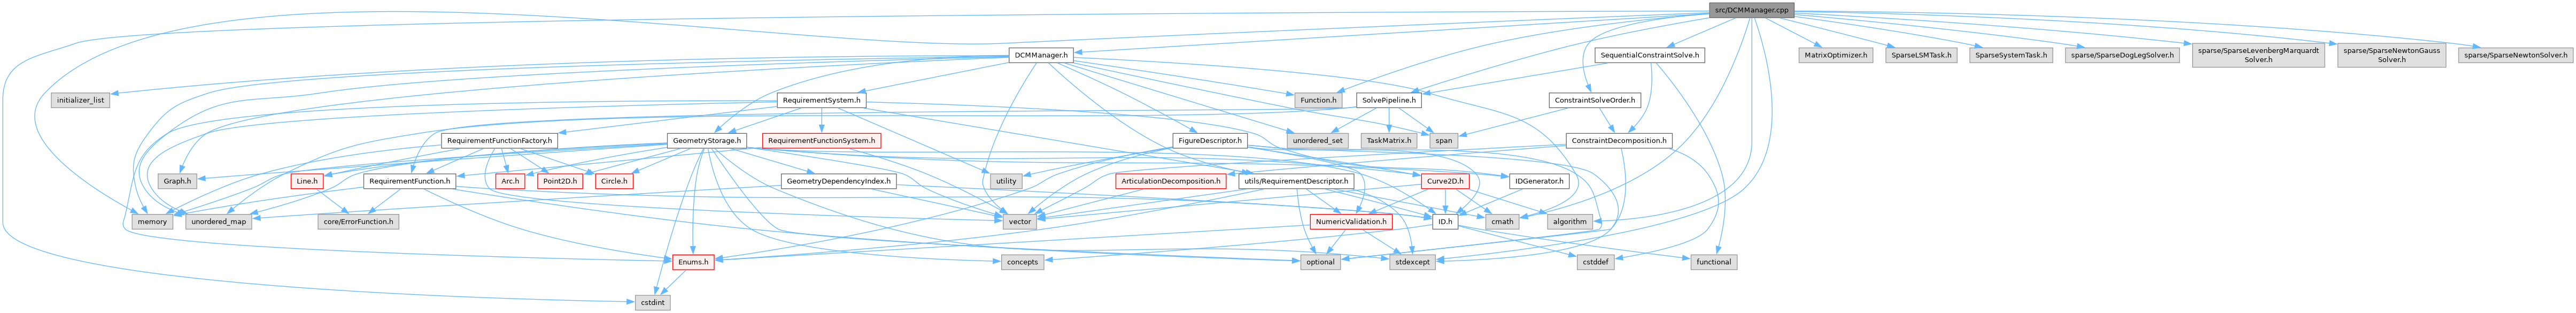 src/DCMManager.cpp
DCMManager.h
SequentialConstraintSolve.h
MatrixOptimizer.h
SparseLSMTask.h
SparseSystemTask.h
sparse/SparseDogLegSolver.h
sparse/SparseLevenbergMarquardt
Solver.h
sparse/SparseNewtonGauss
Solver.h
sparse/SparseNewtonSolver.h
initializer_list
RequirementSystem.h
Function.h
SolvePipeline.h
ConstraintSolveOrder.h
RequirementFunctionFactory.h
GeometryStorage.h
RequirementFunctionSystem.h
FigureDescriptor.h
unordered_set
TaskMatrix.h
span
ConstraintDecomposition.h
Graph.h
Line.h
RequirementFunction.h
Arc.h
Point2D.h
Circle.h
GeometryDependencyIndex.h
utility
ArticulationDecomposition.h
utils/RequirementDescriptor.h
Curve2D.h
IDGenerator.h
memory
unordered_map
core/ErrorFunction.h
vector
NumericValidation.h
ID.h
cmath
algorithm
Enums.h
concepts
optional
stdexcept
cstddef
functional
cstdint